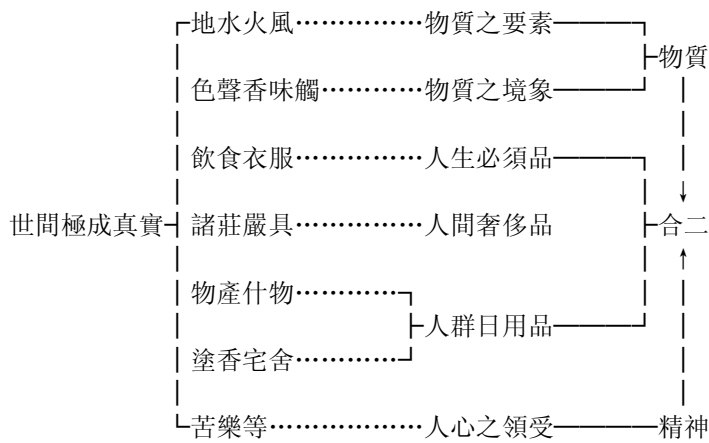 地水火風…………物質之要素
物質
色聲香味觸…………物質之境象
飲食衣服……………人生必須品
世間極成真實 諸莊嚴具……………人間奢侈品 合二
物產什物…………
人群日用品
塗香宅舍…………
苦樂等………………人心之領受 精神